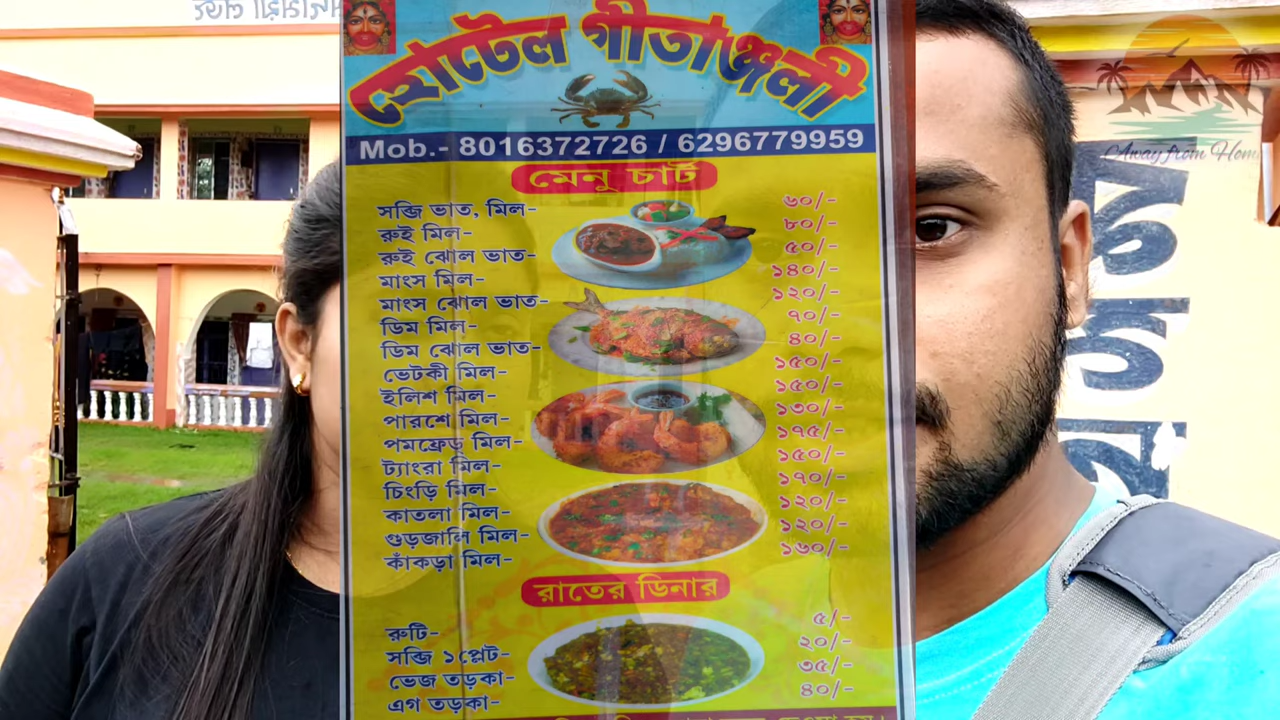 হোটেল গীতাঞ্জলী
Mob.- 8016372726 / 6296779959
মেনু চার্ট
সব্জি ভাত, মিল- ৬০/-
রুই মিল- ৮০/-
রুই ঝোল ভাত- ৫০/-
মাংস মিল- ১৪০/-
মাংস ঝোল ভাত- ১২০/-
ডিম মিল- ৭০/-
ডিম ঝোল ভাত- ৪০/-
ভেটকী মিল- ১৫০/-
ইলিশ মিল- ১৫০/-
পারশে মিল- ১৩০/-
পমফ্রেড মিল- ১৭৫/-
ট্যাংরা মিল- ১৫০/-
চিংড়ি মিল- ১৭০/-
কাতলা মিল- ১২০/-
গুড়জালি মিল- ১২০/-
কাঁকড়া মিল- ১৬০/-
রাতের ডিনার
রুটি- ৫/-
সব্জি ১প্লেট- ২০/-
ভেজ তড়কা- ৩৫/-
এগ তড়কা- ৪০/-
Away from Hom